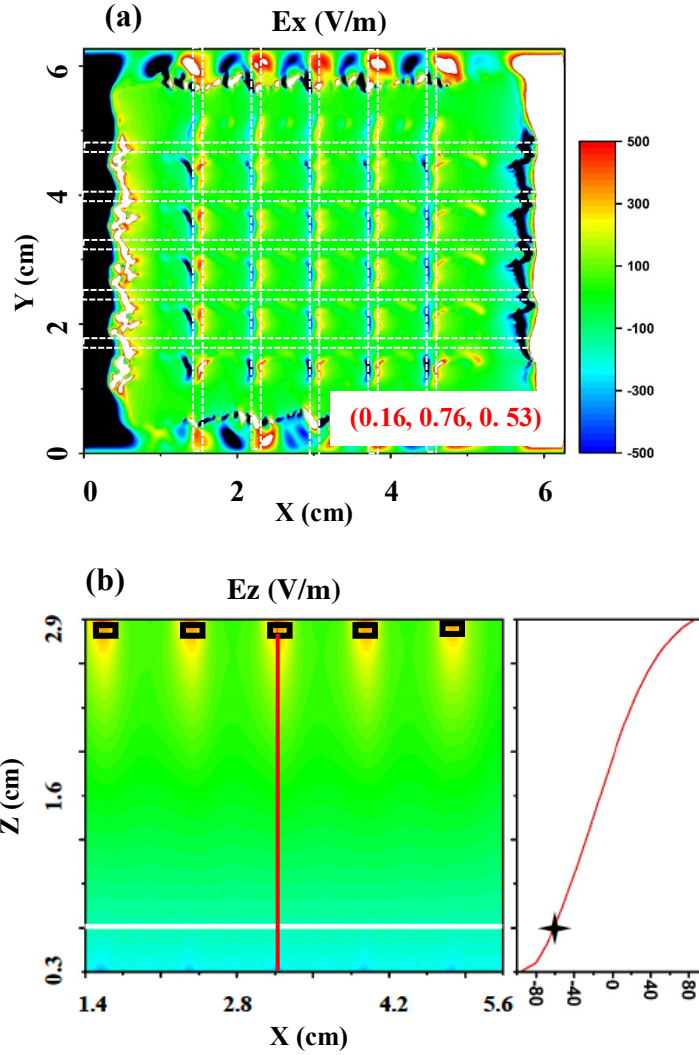 (a) Ex (V/m)
6
4
2
0
Y (cm)
0 2 4 6
X (cm)
(0.16, 0.76, 0. 53)
500
300
100
-100
-300
-500
(b) Ez (V/m)
2.9
1.6
0.3
Z (cm)
1.4 2.8 4.2 5.6
X (cm)
-80 -40 0 40 80